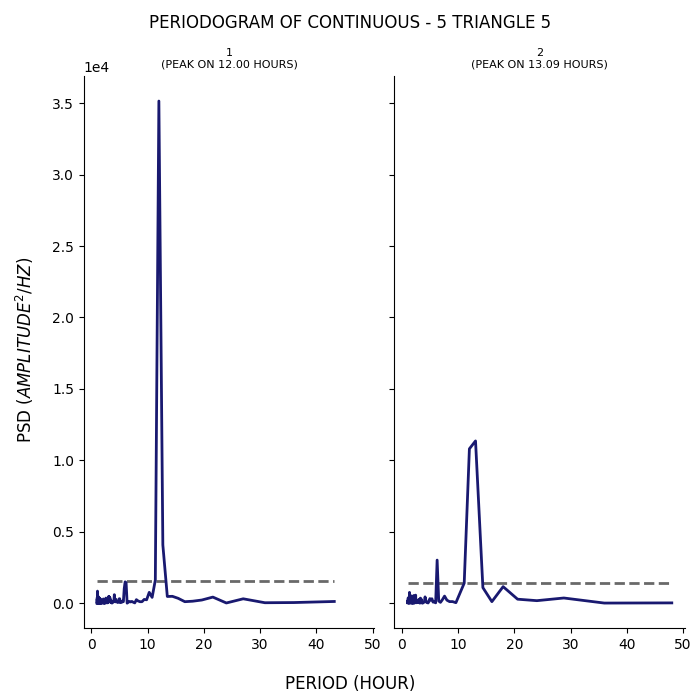 PERIODOGRAM OF CONTINUOUS - 5 TRIANGLE 5
1
(PEAK ON 12.00 HOURS)
2
(PEAK ON 13.09 HOURS)
1e4
3.5
3.0
2.5
2.0
1.5
1.0
0.5
0.0
PSD (AMPLITUDE²/HZ)
0 10 20 30 40 50
0 10 20 30 40 50
PERIOD (HOUR)